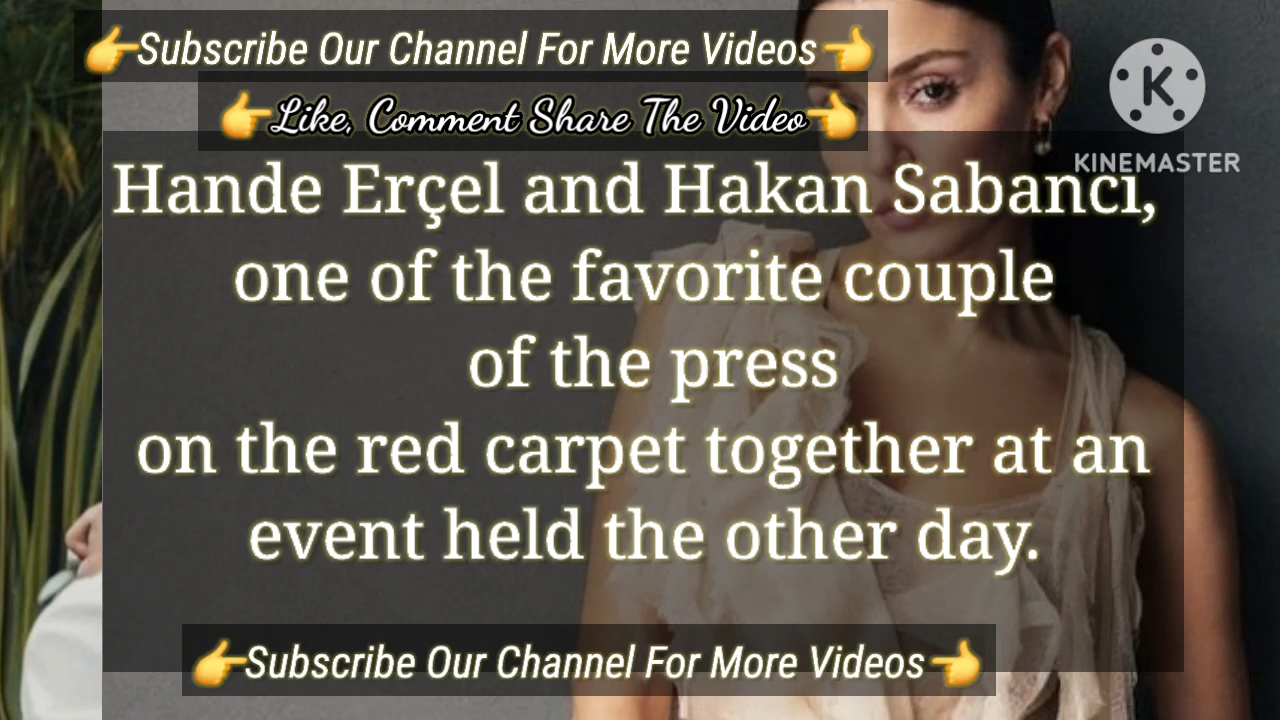 👉Subscribe Our Channel For More Videos👈
👉Like, Comment Share The Video👈
KINEMASTER
Hande Erçel and Hakan Sabancı,
one of the favorite couple
of the press
on the red carpet together at an
event held the other day.
👉Subscribe Our Channel For More Videos👈